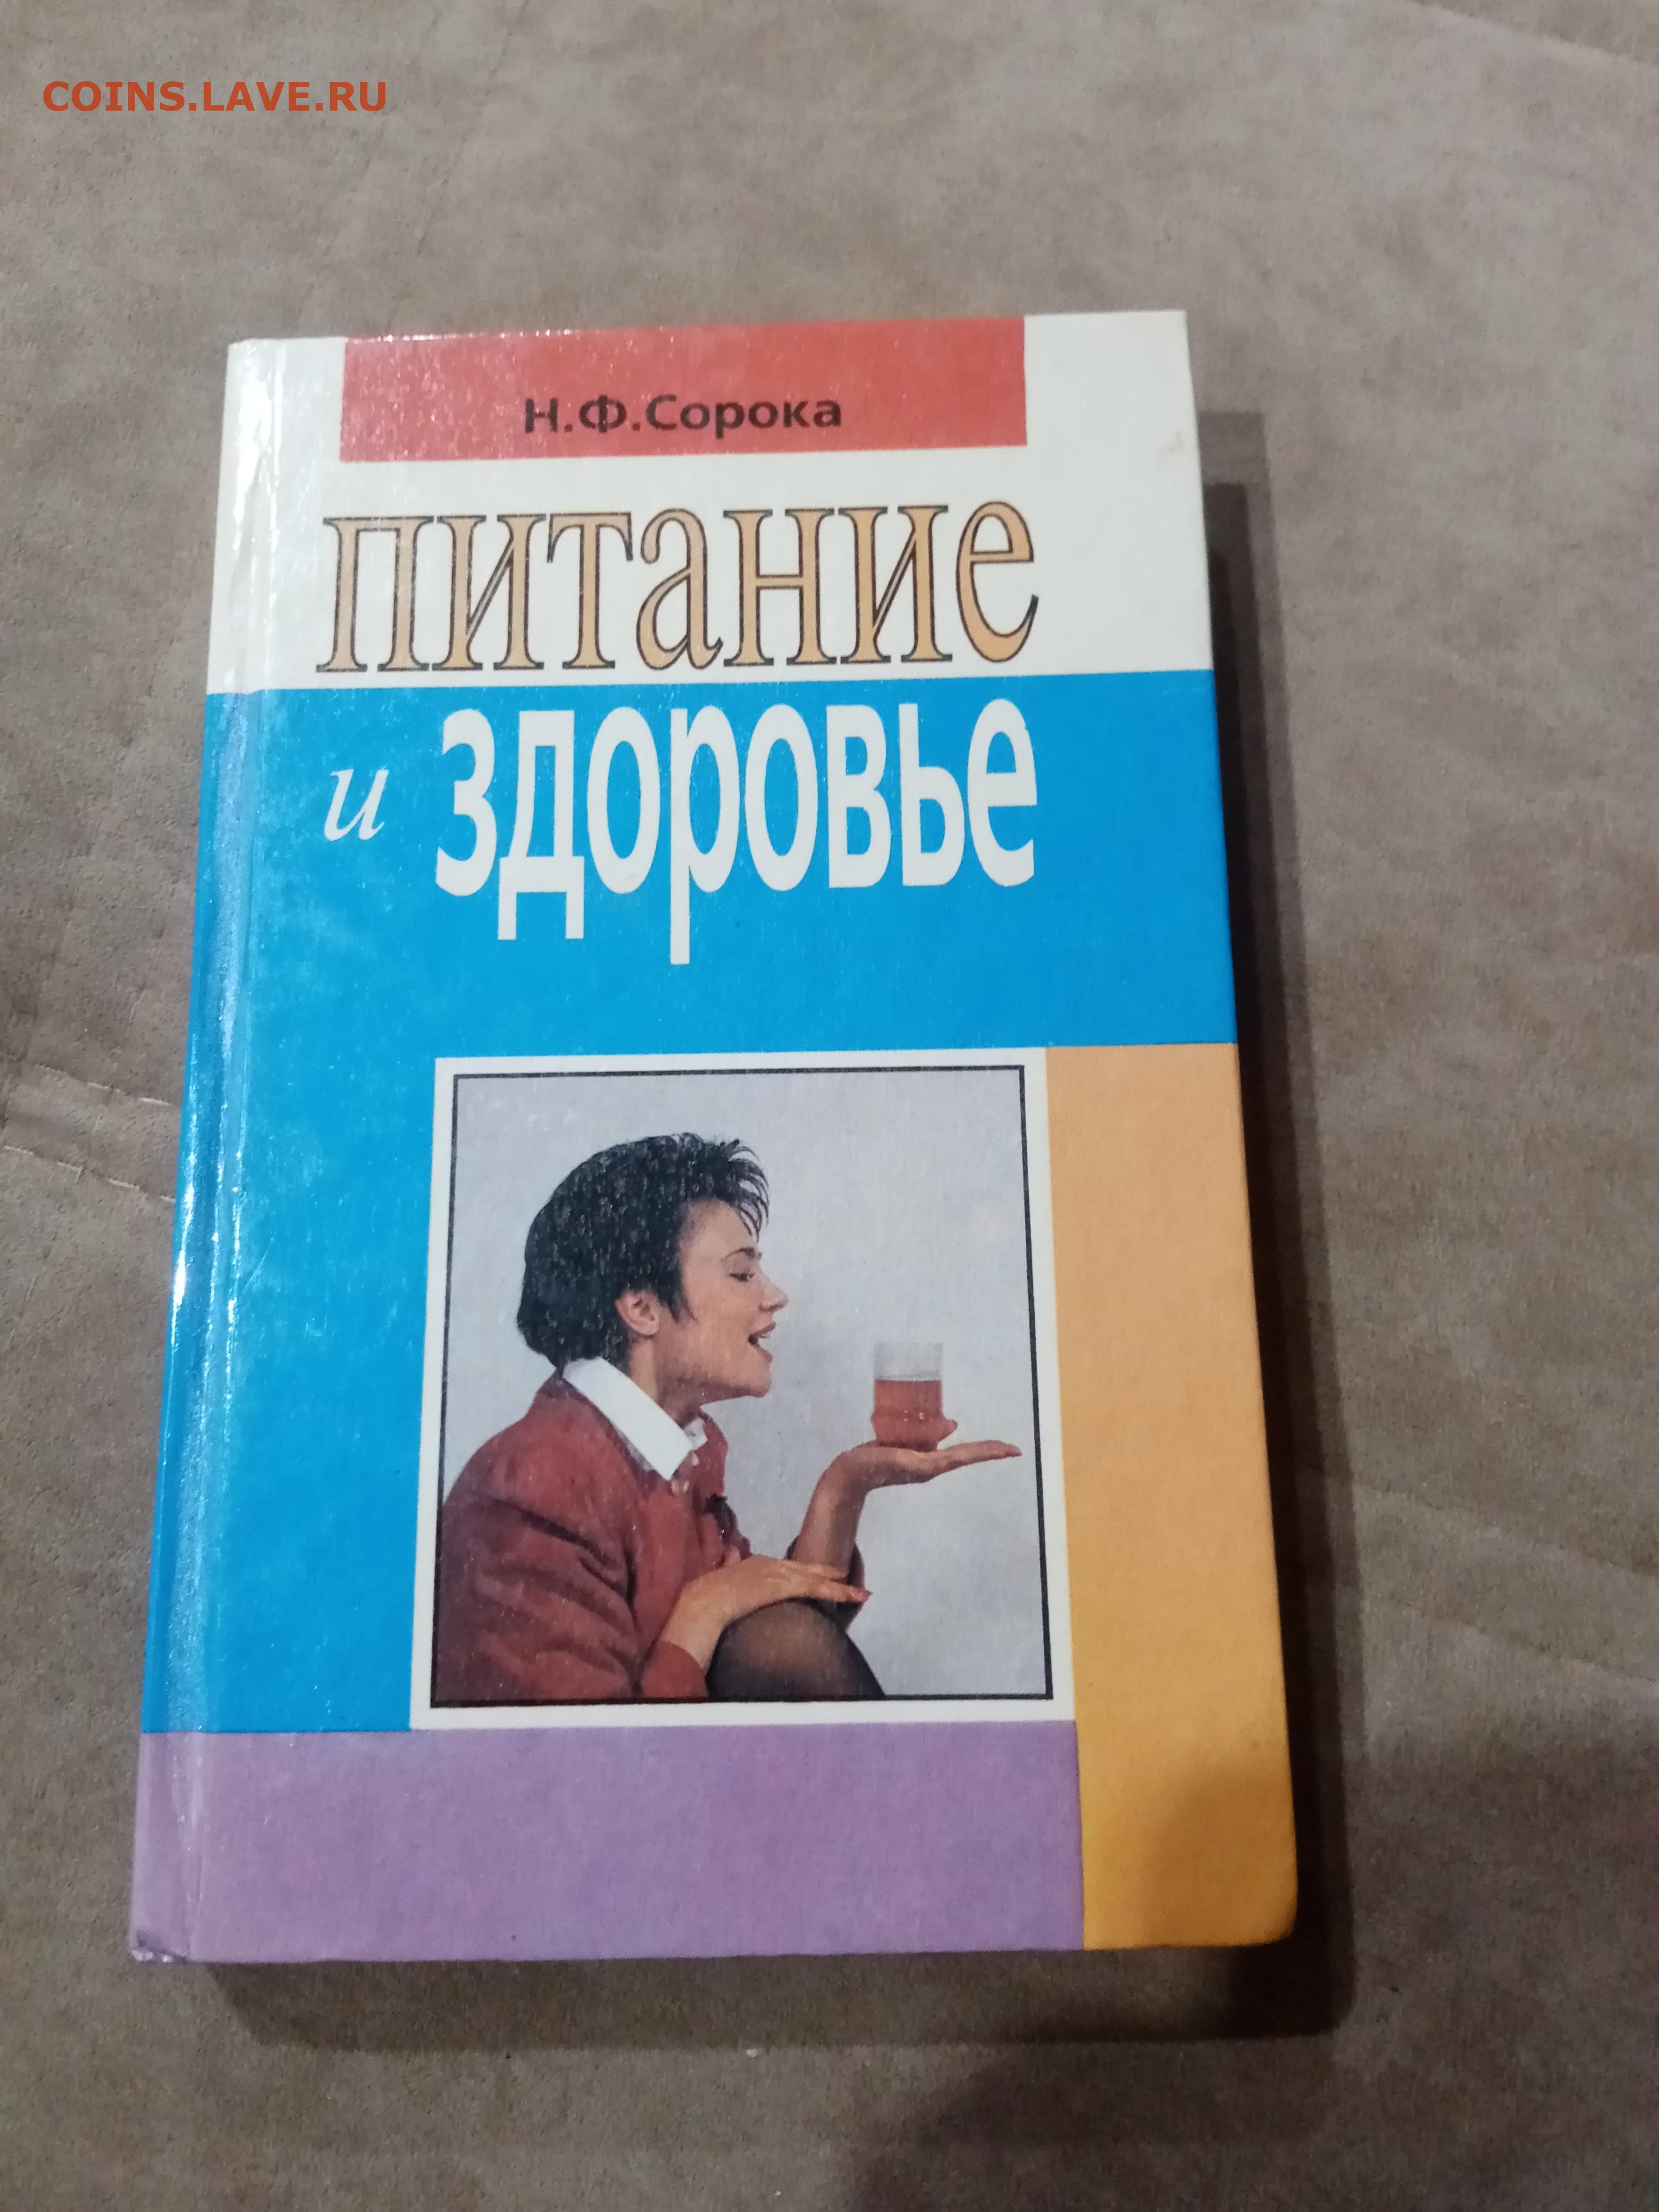 COINS.LAVE.RU
Н.Ф.Сорока
питание
и здоровье